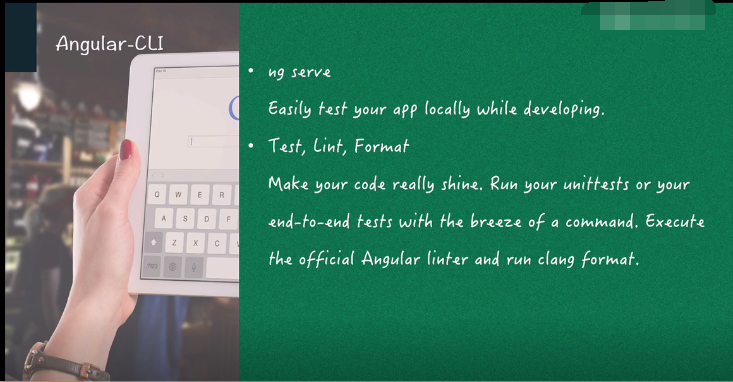 Angular-CLI
• ng serve
Easily test your app locally while developing.
• Test, Lint, Format
Make your code really shine. Run your unittests or your
end-to-end tests with the breeze of a command. Execute
the official Angular linter and run clang format.
Q W E R
A S D F
Z X C V